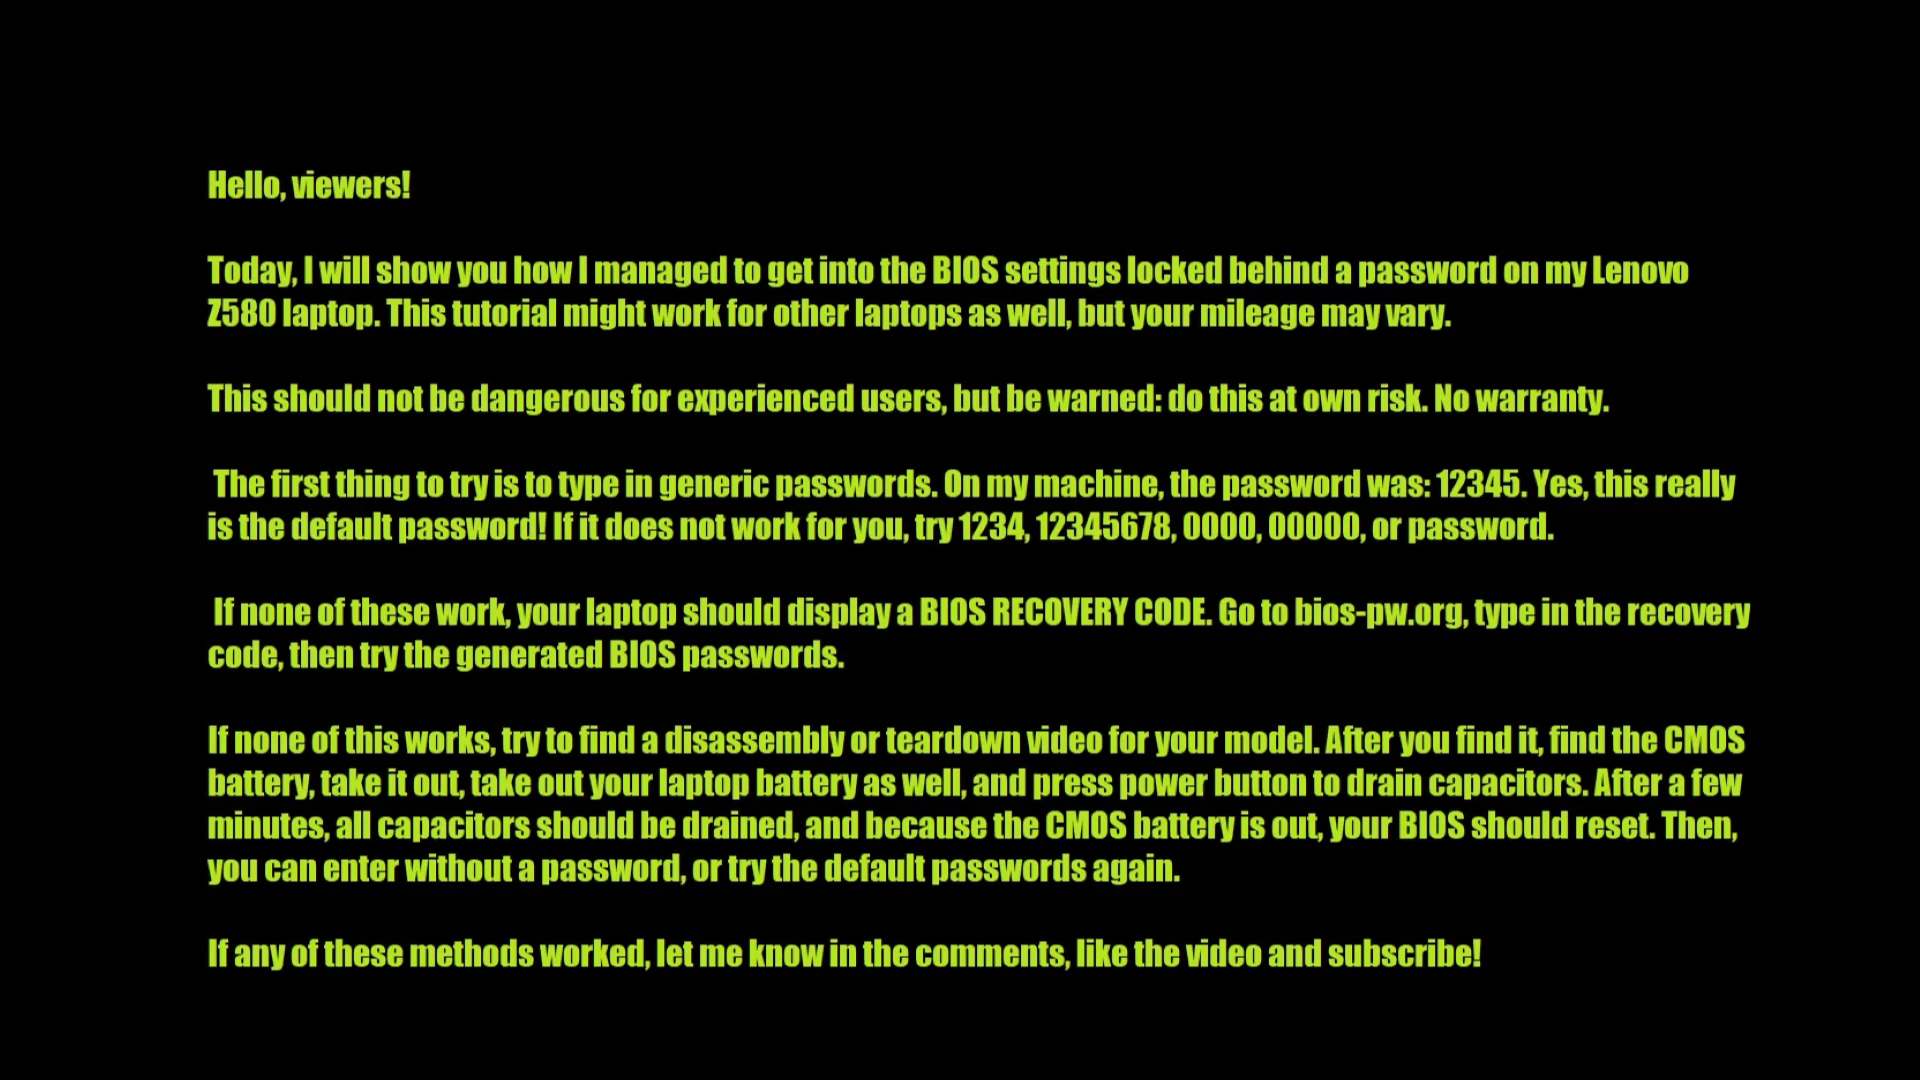 Hello, viewers!
Today, I will show you how I managed to get into the BIOS settings locked behind a password on my Lenovo
Z580 laptop. This tutorial might work for other laptops as well, but your mileage may vary.
This should not be dangerous for experienced users, but be warned: do this at own risk. No warranty.
The first thing to try is to type in generic passwords. On my machine, the password was: 12345. Yes, this really
is the default password! If it does not work for you, try 1234, 12345678, 0000, 00000, or password.
If none of these work, your laptop should display a BIOS RECOVERY CODE. Go to bios-pw.org, type in the recovery
code, then try the generated BIOS passwords.
If none of this works, try to find a disassembly or teardown video for your model. After you find it, find the CMOS
battery, take it out, take out your laptop battery as well, and press power button to drain capacitors. After a few
minutes, all capacitors should be drained, and because the CMOS battery is out, your BIOS should reset. Then,
you can enter without a password, or try the default passwords again.
If any of these methods worked, let me know in the comments, like the video and subscribe!